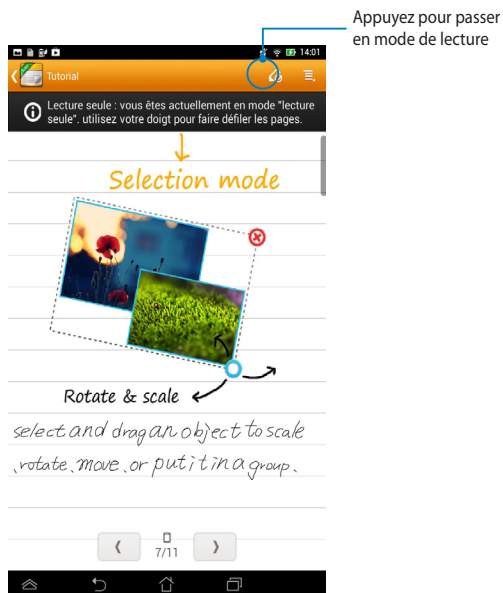 Appuyez pour passer
en mode de lecture
14:01
Tutorial
Lecture seule : vous êtes actuellement en mode "lecture
seule". utilisez votre doigt pour faire défiler les pages.
Selection mode
Rotate & scale
select and drag an object to scale
,rotate, move, or put it in a group.
7/11